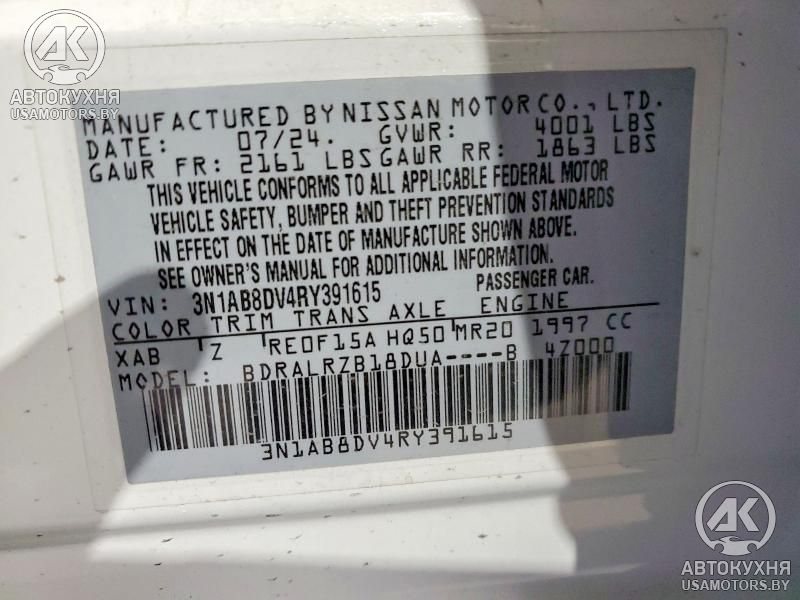 AK
АВТОКУХНЯ
USAMOTORS.BY
MANUFACTURED BY NISSAN MOTOR CO., LTD.
DATE: 07/24. GVWR: 4001 LBS
GAWR FR: 2161 LBS GAWR RR: 1863 LBS
THIS VEHICLE CONFORMS TO ALL APPLICABLE FEDERAL MOTOR
VEHICLE SAFETY, BUMPER AND THEFT PREVENTION STANDARDS
IN EFFECT ON THE DATE OF MANUFACTURE SHOWN ABOVE.
SEE OWNER'S MANUAL FOR ADDITIONAL INFORMATION.
VIN: 3N1AB8DV4RY391615 PASSENGER CAR.
COLOR TRIM TRANS AXLE ENGINE
XAB Z RE0F15A HQ50 MR20 1997 CC
MODEL: BDRALRZB18DUA----B 4Z000
3N1AB8DV4RY391615
AK
АВТОКУХНЯ
USAMOTORS.BY